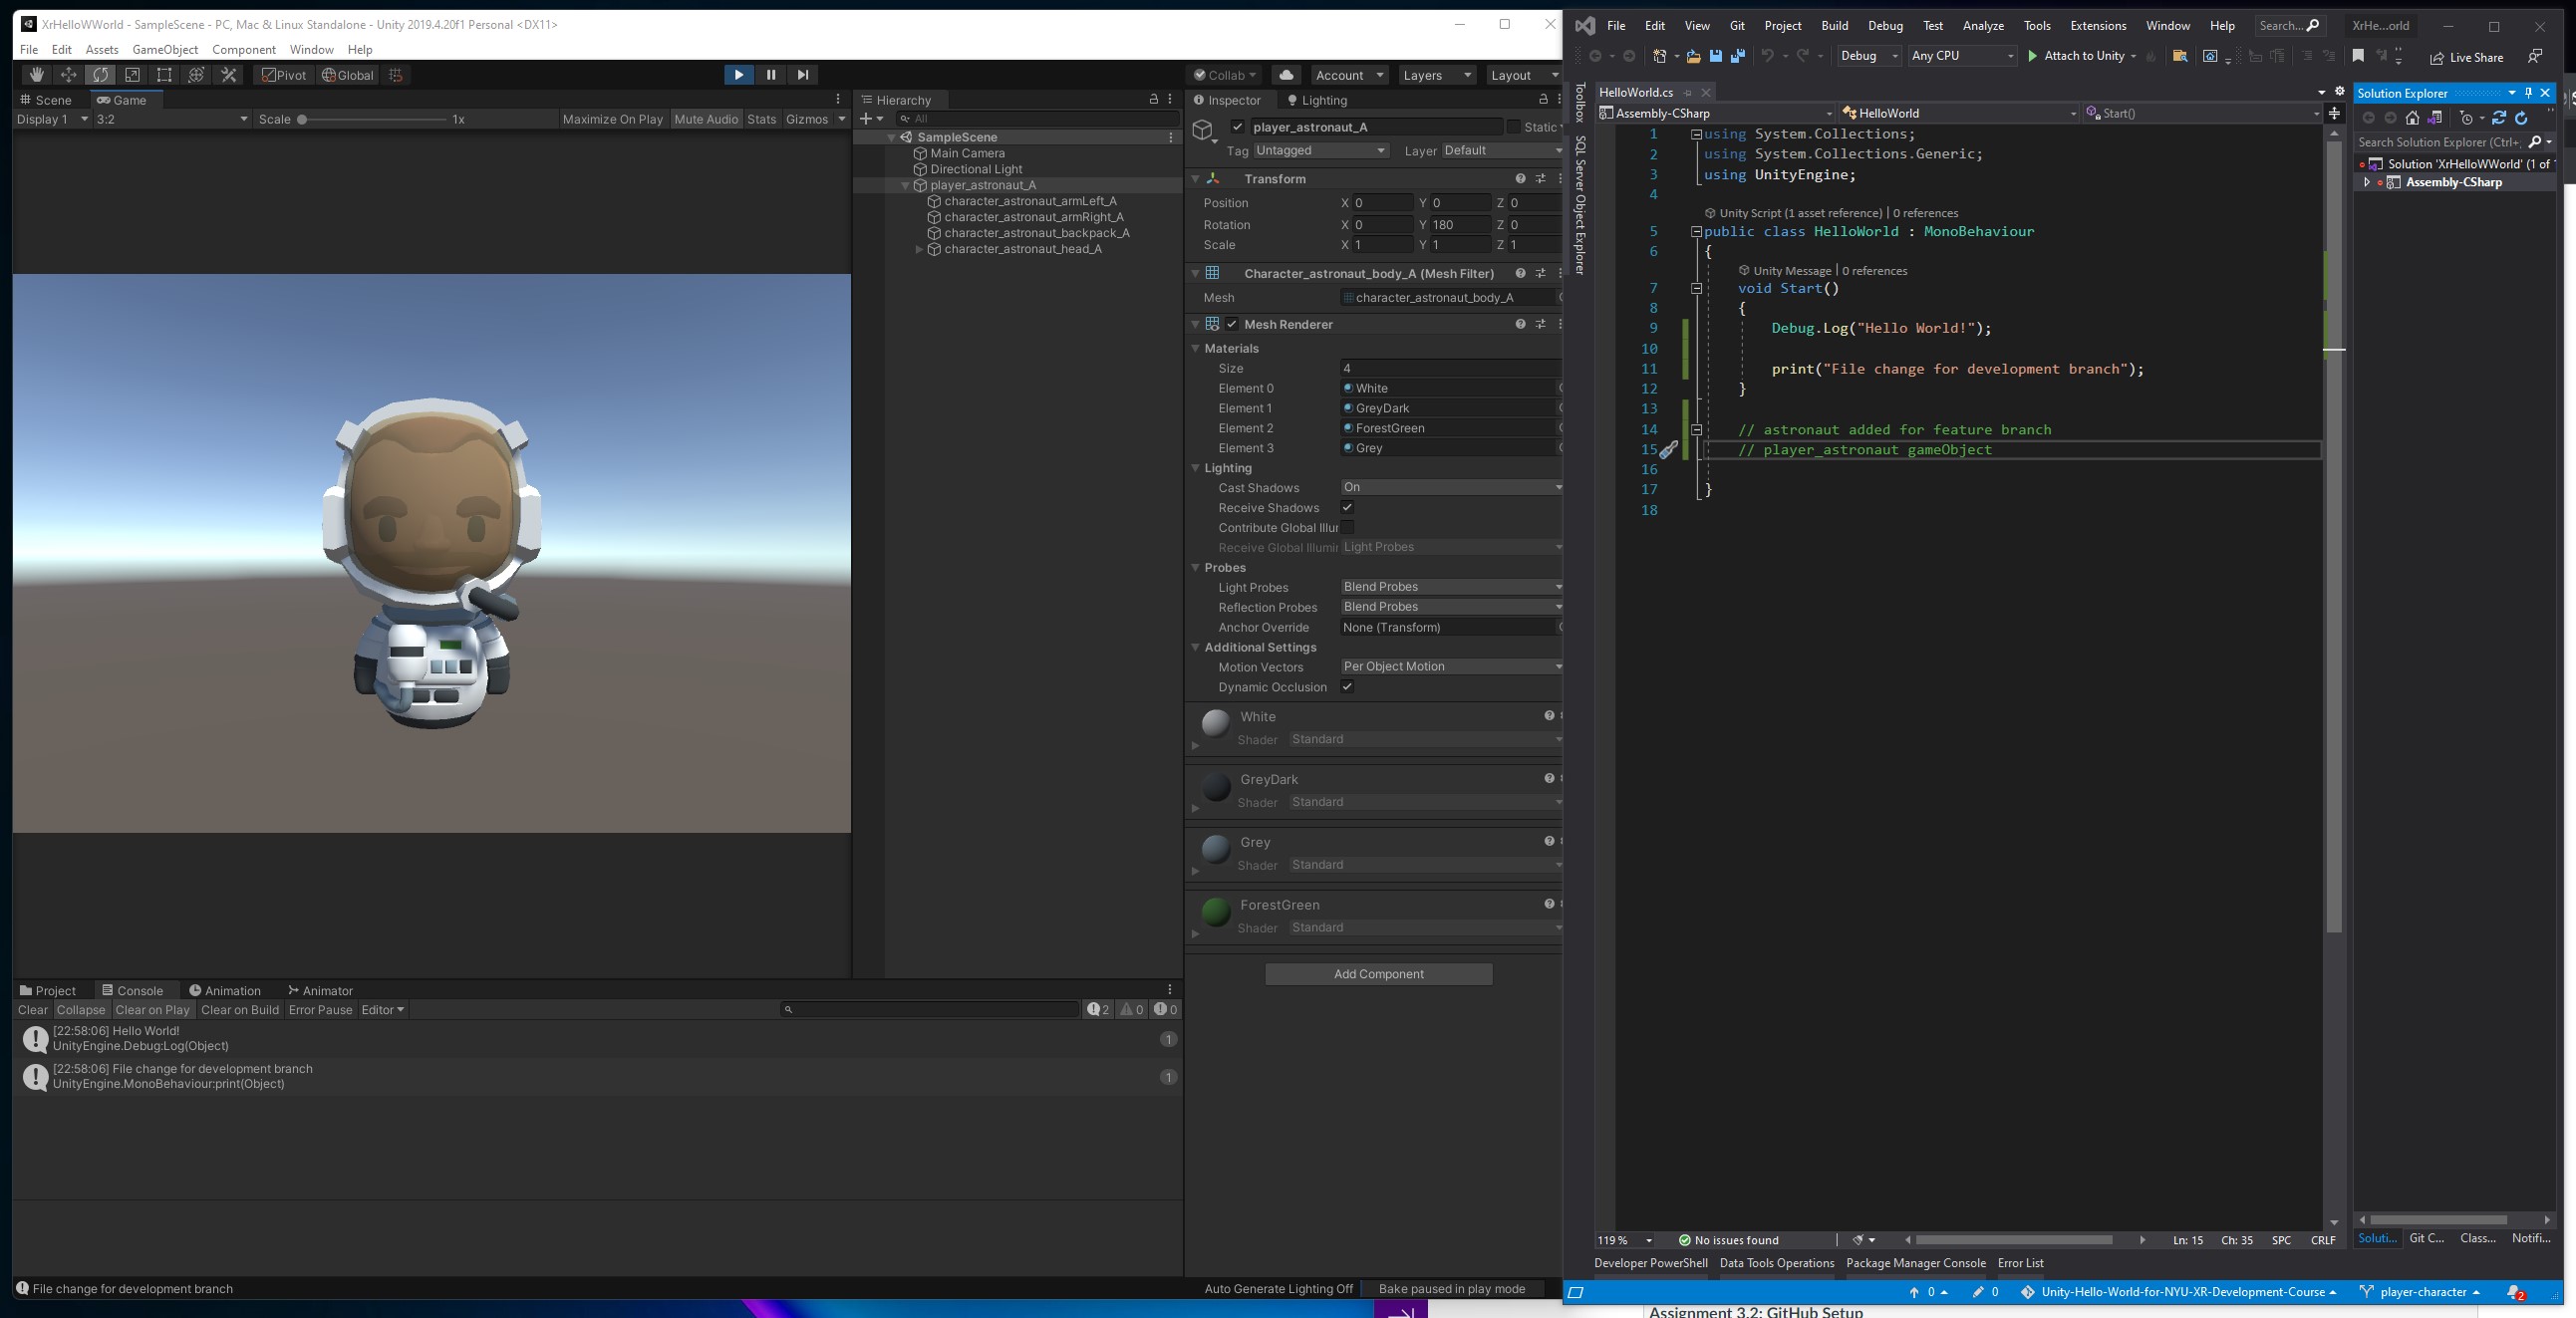 XrHelloWWorld - SampleScene - PC, Mac & Linux Standalone - Unity 2019.4.20f1 Personal <DX11>
File Edit Assets GameObject Component Window Help
Pivot Global
Collab Account Layers Layout
Scene Game
Display 1 3:2 Scale 1x Maximize On Play Mute Audio Stats Gizmos
Hierarchy
All
SampleScene
Main Camera
Directional Light
player_astronaut_A
character_astronaut_armLeft_A
character_astronaut_armRight_A
character_astronaut_backpack_A
character_astronaut_head_A
Inspector Lighting
player_astronaut_A Static
Tag Untagged Layer Default
Transform
Position X 0 Y 0 Z 0
Rotation X 0 Y 180 Z 0
Scale X 1 Y 1 Z 1
Character_astronaut_body_A (Mesh Filter)
Mesh character_astronaut_body_A
Mesh Renderer
Materials
Size 4
Element 0 White
Element 1 GreyDark
Element 2 ForestGreen
Element 3 Grey
Lighting
Cast Shadows On
Receive Shadows
Contribute Global Illur
Receive Global Illumir Light Probes
Probes
Light Probes Blend Probes
Reflection Probes Blend Probes
Anchor Override None (Transform)
Additional Settings
Motion Vectors Per Object Motion
Dynamic Occlusion
White
Shader Standard
GreyDark
Shader Standard
Grey
Shader Standard
ForestGreen
Shader Standard
Add Component
Project Console Animation Animator
Clear Collapse Clear on Play Clear on Build Error Pause Editor 2 0 0
[22:58:06] Hello World!
UnityEngine.Debug:Log(Object)
1
[22:58:06] File change for development branch
UnityEngine.MonoBehaviour:print(Object)
1
File change for development branch
Auto Generate Lighting Off Bake paused in play mode
File Edit View Git Project Build Debug Test Analyze Tools Extensions Window Help Search... XrHe...orld
Debug Any CPU Attach to Unity Live Share
Toolbox
SQL Server Object Explorer
HelloWorld.cs
Assembly-CSharp HelloWorld Start()
1 using System.Collections;
2 using System.Collections.Generic;
3 using UnityEngine;
4
Unity Script (1 asset reference) | 0 references
5 public class HelloWorld : MonoBehaviour
6 {
Unity Message | 0 references
7 void Start()
8 {
9 Debug.Log("Hello World!");
10
11 print("File change for development branch");
12 }
13
14 // astronaut added for feature branch
15 // player_astronaut gameObject
16
17 }
18
Solution Explorer
Search Solution Explorer (Ctrl+;
Solution 'XrHelloWWorld' (1 of
Assembly-CSharp
119 % No issues found Ln: 15 Ch: 35 SPC CRLF
Soluti... Git C... Class... Notifi...
Developer PowerShell Data Tools Operations Package Manager Console Error List
0 0 Unity-Hello-World-for-NYU-XR-Development-Course player-character 2
Assignment 3.2: GitHub Setup